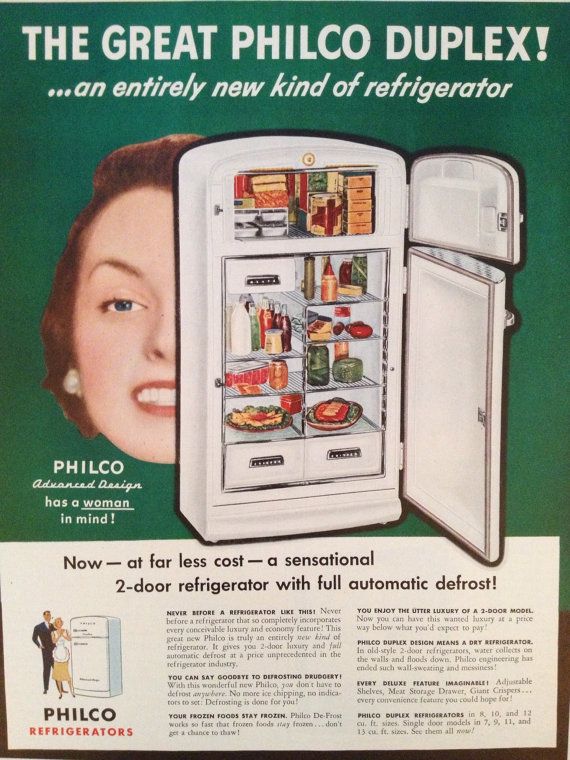 THE GREAT PHILCO DUPLEX!
...an entirely new kind of refrigerator
PHILCO
Advanced Design
has a woman
in mind!
Now — at far less cost — a sensational
2-door refrigerator with full automatic defrost!
NEVER BEFORE A REFRIGERATOR LIKE THIS! Never
before a refrigerator that so completely incorporates
every conceivable luxury and economy feature! This
great new Philco is truly an entirely new kind of
refrigerator. It gives you 2-door luxury and full
automatic defrost at a price unprecedented in the
refrigerator industry.
YOU CAN SAY GOODBYE TO DEFROSTING DRUDGERY!
With this wonderful new Philco, you don't have to
defrost anywhere. No more ice chipping, no indica-
tors to set: Defrosting is done for you!
YOUR FROZEN FOODS STAY FROZEN. Philco De-Frost
works so fast that frozen foods stay frozen...don't
get a chance to thaw!
YOU ENJOY THE UTTER LUXURY OF A 2-DOOR MODEL.
Now you can have this wanted luxury at a price
way below what you'd expect to pay!
PHILCO DUPLEX DESIGN MEANS A DRY REFRIGERATOR.
In old-style 2-door refrigerators, water collects on
the walls and floods down. Philco engineering has
ended such wall-sweating and messiness!
EVERY DELUXE FEATURE IMAGINABLE! Adjustable
Shelves, Meat Storage Drawer, Giant Crispers...
every convenience feature you could hope for!
PHILCO DUPLEX REFRIGERATORS in 8, 10, and 12
cu. ft. sizes. Single door models in 7, 9, 11, and
13 cu. ft. sizes. See them all now!
PHILCO
PHILCO
REFRIGERATORS